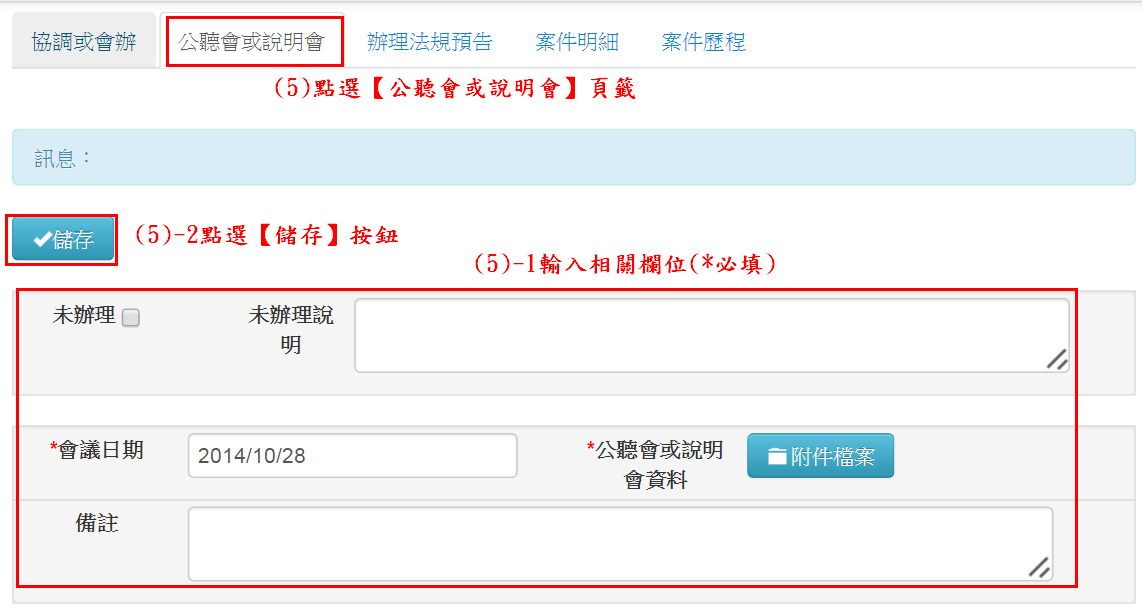 協調或會辦 公聽會或說明會 辦理法規預告 案件明細 案件歷程
(5)點選【公聽會或說明會】頁籤
訊息：
儲存 (5)-2點選【儲存】按鈕
(5)-1輸入相關欄位(*必填)
未辦理 未辦理說
明
*會議日期 2014/10/28 *公聽會或說明
會資料 附件檔案
備註